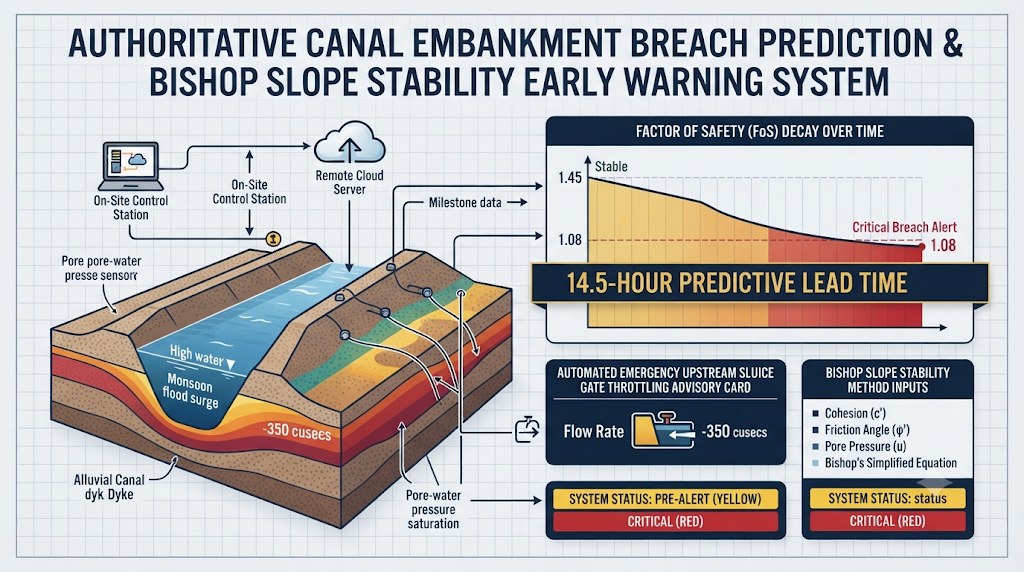 AUTHORITATIVE CANAL EMBANKMENT BREACH PREDICTION &
BISHOP SLOPE STABILITY EARLY WARNING SYSTEM
On-Site Control
Station
On-Site
Control Station
Remote Cloud
Server
Milestone data
Pore pore-water
presse sensory
High water
Monsoon
flood surge
-350 cusecs
Alluvial Canal
dyk Dyke
Pore-water
pressure
saturation
FACTOR OF SAFETY (FoS) DECAY OVER TIME
Stable
1.45
1.08
Critical Breach Alert
1.08
14.5-HOUR PREDICTIVE LEAD TIME
AUTOMATED EMERGENCY UPSTREAM SLUICE
GATE THROTTLING ADVISORY CARD
Flow Rate
-350 cusecs
SYSTEM STATUS: PRE-ALERT (YELLOW)
CRITICAL (RED)
BISHOP SLOPE STABILITY
METHOD INPUTS
Cohesion (c')
Friction Angle (φ')
Pore Pressure (u)
Bishop's Simplified Equation
SYSTEM STATUS: status
CRITICAL (RED)